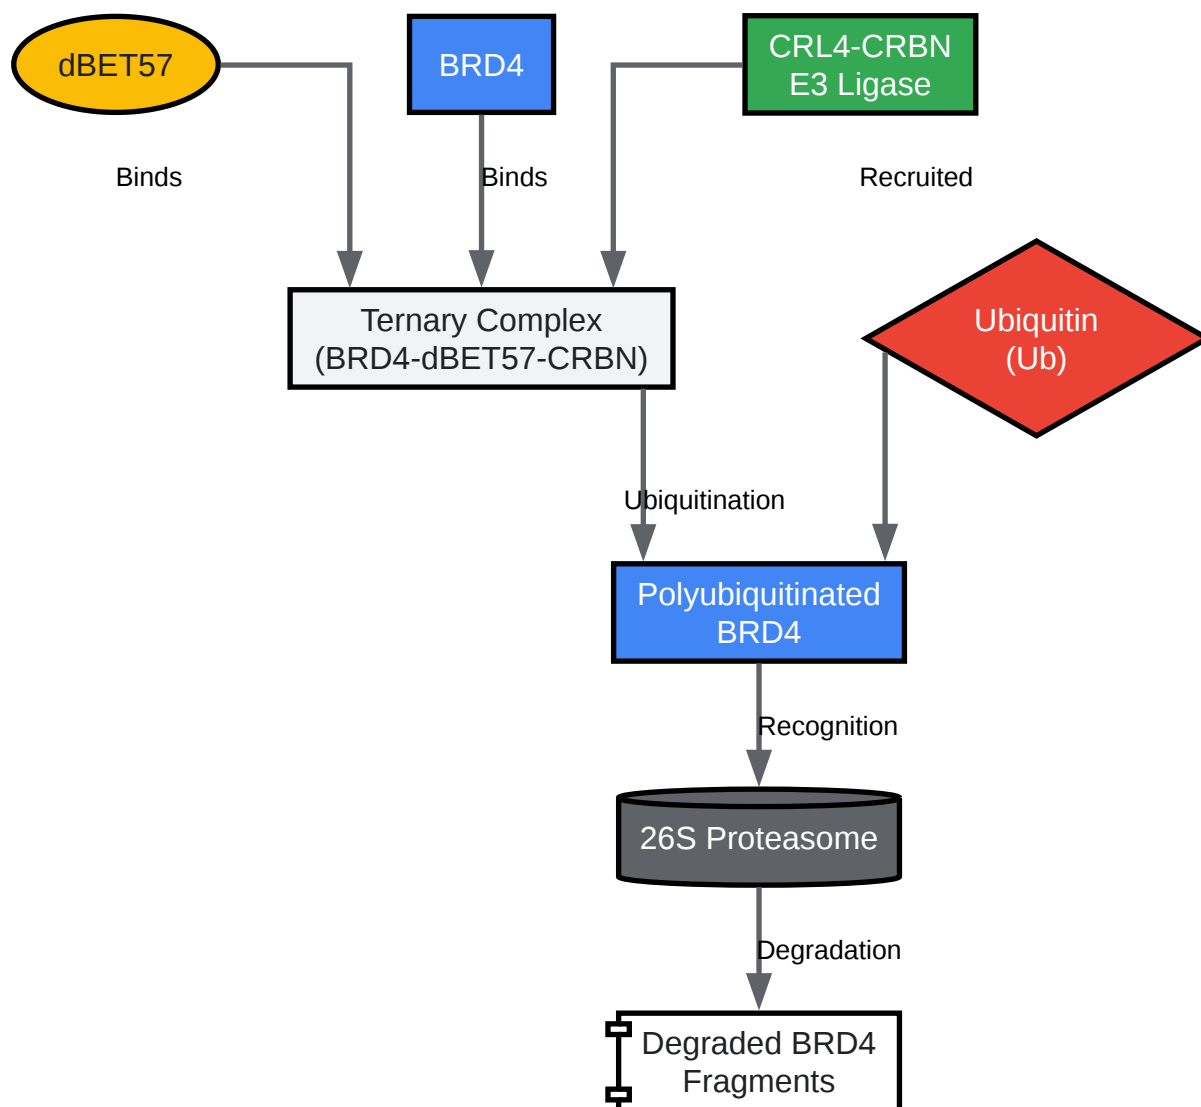 dBET57
BRD4
CRL4-CRBN
E3 Ligase
Binds
Binds
Recruited
Ternary Complex
(BRD4-dBET57-CRBN)
Ubiquitin
(Ub)
Ubiquitination
Polyubiquitinated
BRD4
Recognition
26S Proteasome
Degradation
Degraded BRD4
Fragments